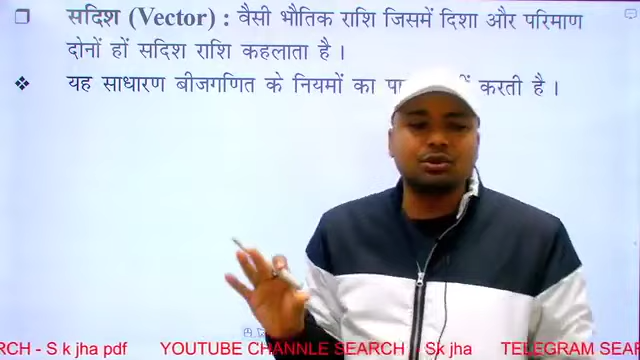 सदिश (Vector) : वैसी भौतिक राशि जिसमें दिशा और परिमाण
दोनों हों सदिश राशि कहलाता है ।
यह साधारण बीजगणित के नियमों का करती है ।
RCH - S k jha pdf YOUTUBE CHANNLE SEARCH Sk jha TELEGRAM SEAR